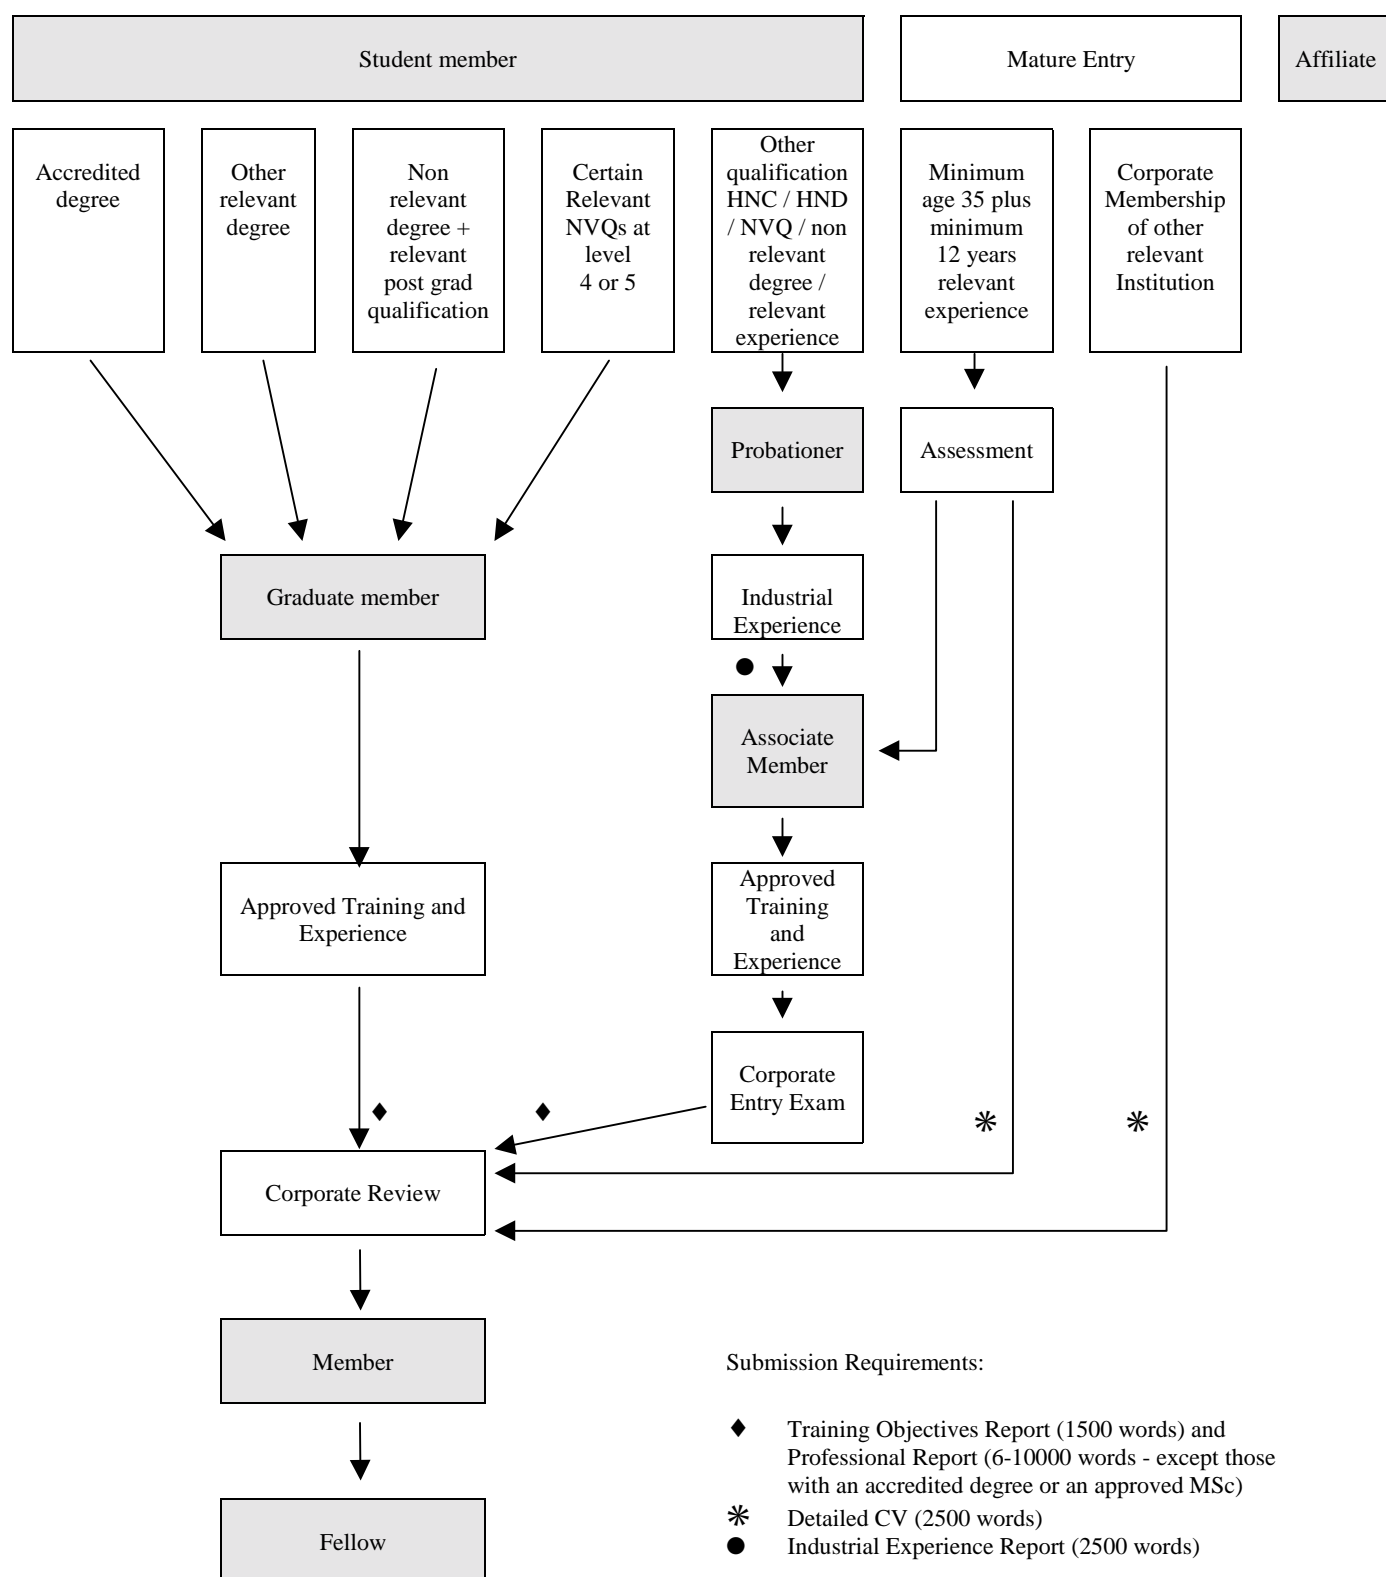 Student member
Mature Entry
Affiliate
Accredited
degree
Other
relevant
degree
Non
relevant
degree +
relevant
post grad
qualification
Certain
Relevant
NVQs at
level
4 or 5
Other
qualification
HNC / HND
/ NVQ / non
relevant
degree /
relevant
experience
Minimum
age 35 plus
minimum
12 years
relevant
experience
Corporate
Membership
of other
relevant
Institution
Probationer
Assessment
Graduate member
Industrial
Experience
Associate
Member
Approved Training and
Experience
Approved
Training
and
Experience
Corporate
Entry Exam
Corporate Review
Member
Fellow
Submission Requirements:
♦ Training Objectives Report (1500 words) and
Professional Report (6-10000 words - except those
with an accredited degree or an approved MSc)
* Detailed CV (2500 words)
● Industrial Experience Report (2500 words)